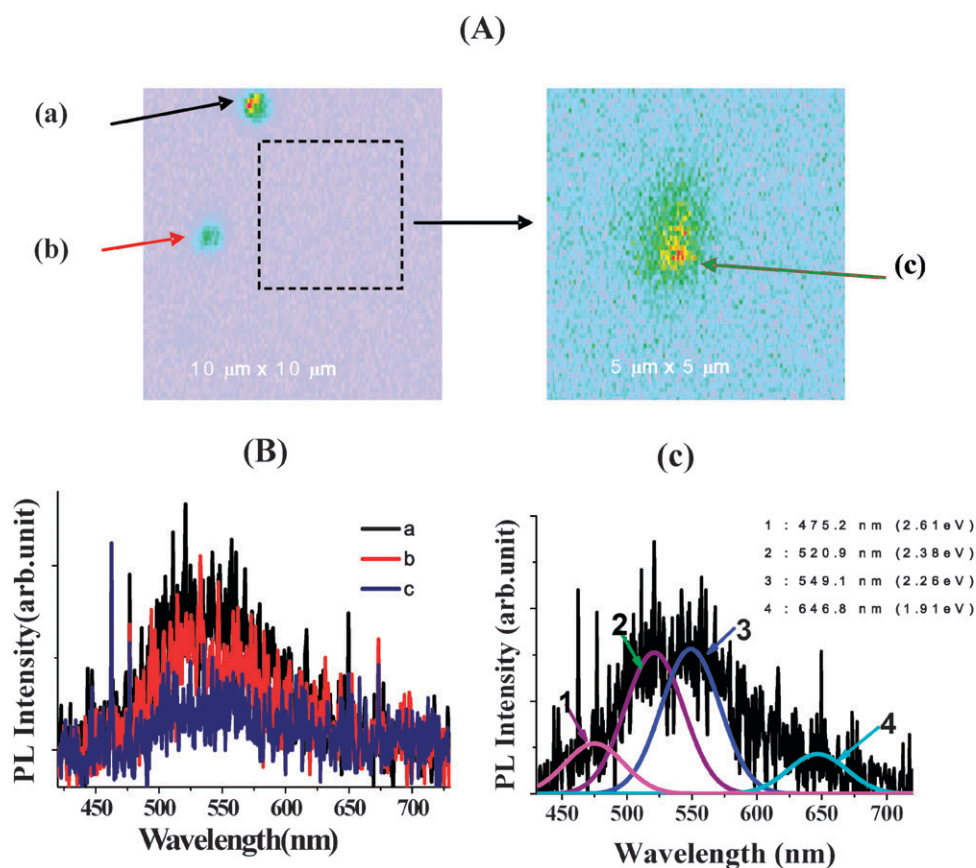 (A)
(a)
(b)
(c)
10 μm x 10 μm
5 μm x 5 μm
(B)
(c)
PL Intensity(arb.unit)
a
b
c
450 500 550 600 650 700
Wavelength(nm)
PL Intensity (arb.unit)
1 : 475.2 nm (2.61eV)
2 : 520.9 nm (2.38eV)
3 : 549.1 nm (2.26eV)
4 : 646.8 nm (1.91eV)
1
2
3
4
450 500 550 600 650 700
Wavelength (nm)